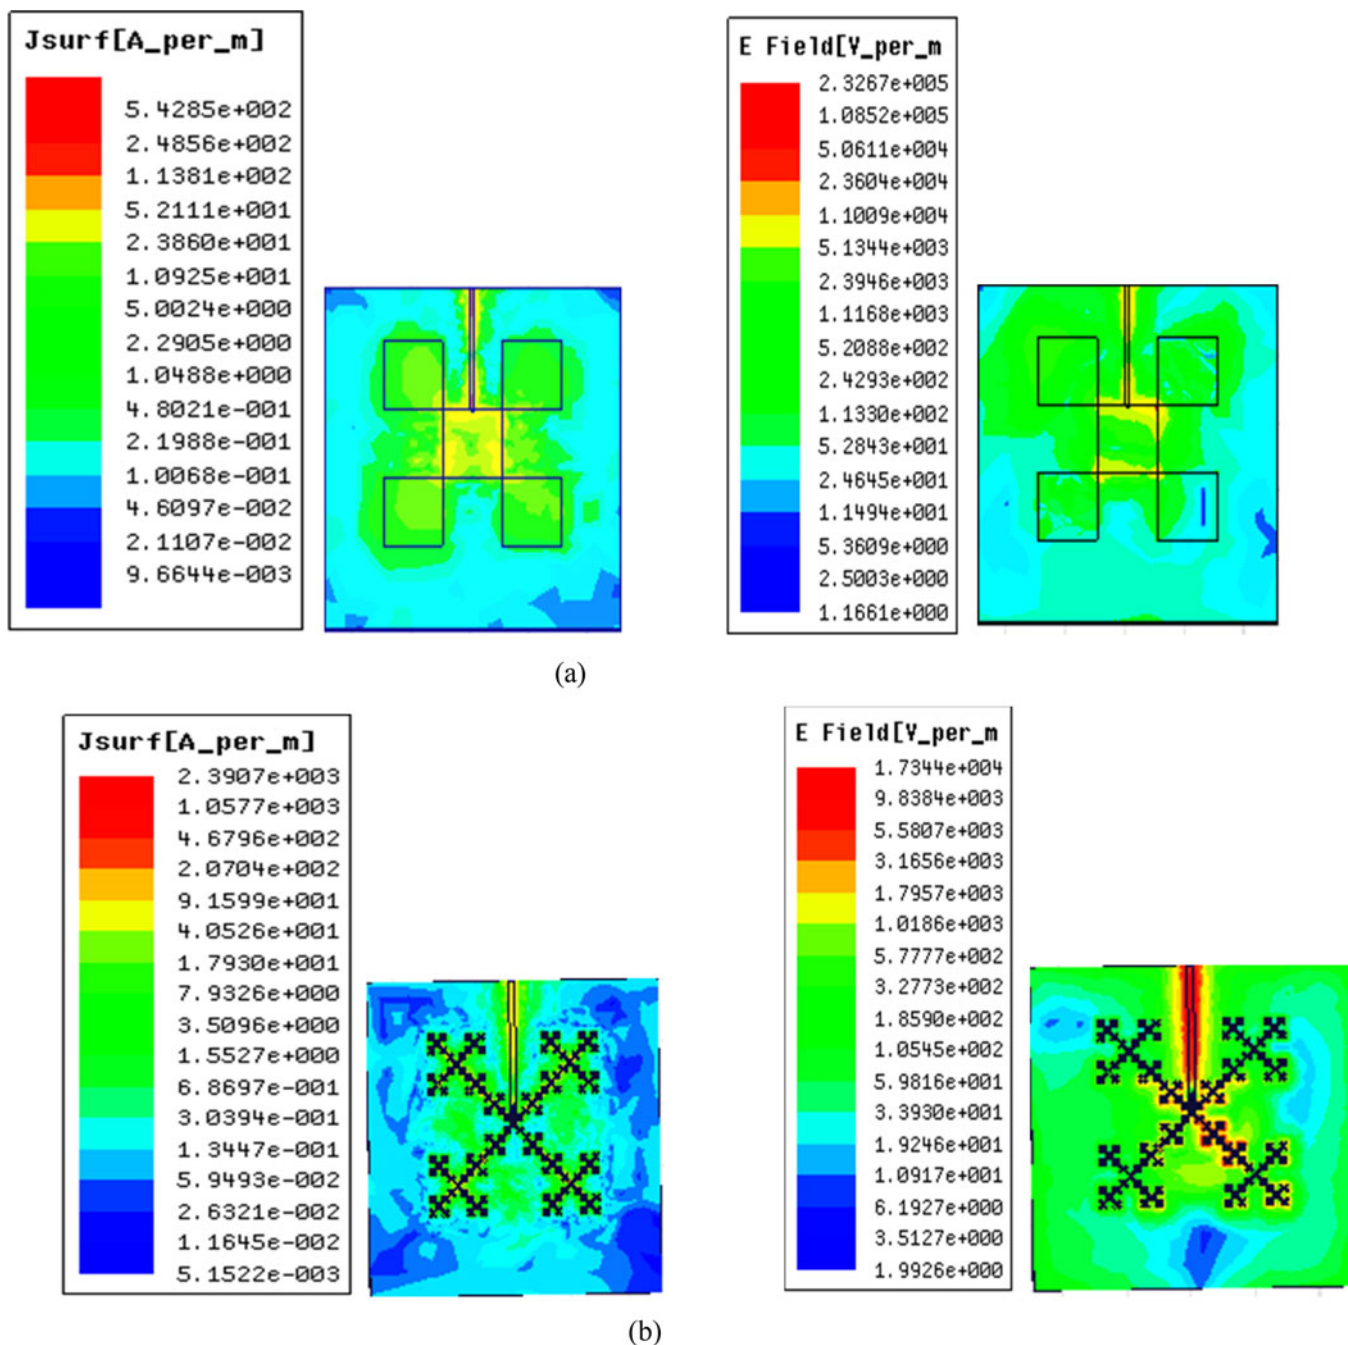 Jsurf[A_per_m]
5.4285e+002
2.4856e+002
1.1381e+002
5.2111e+001
2.3860e+001
1.0925e+001
5.0024e+000
2.2905e+000
1.0488e+000
4.8021e-001
2.1988e-001
1.0068e-001
4.6097e-002
2.1107e-002
9.6644e-003
E Field[V_per_m
2.3267e+005
1.0852e+005
5.0611e+004
2.3604e+004
1.1009e+004
5.1344e+003
2.3946e+003
1.1168e+003
5.2088e+002
2.4293e+002
1.1330e+002
5.2843e+001
2.4645e+001
1.1494e+001
5.3609e+000
2.5003e+000
1.1661e+000
(a)
Jsurf[A_per_m]
2.3907e+003
1.0577e+003
4.6796e+002
2.0704e+002
9.1599e+001
4.0526e+001
1.7930e+001
7.9326e+000
3.5096e+000
1.5527e+000
6.8697e-001
3.0394e-001
1.3447e-001
5.9493e-002
2.6321e-002
1.1645e-002
5.1522e-003
E Field[V_per_m
1.7344e+004
9.8384e+003
5.5807e+003
3.1656e+003
1.7957e+003
1.0186e+003
5.7777e+002
3.2773e+002
1.8590e+002
1.0545e+002
5.9816e+001
3.3930e+001
1.9246e+001
1.0917e+001
6.1927e+000
3.5127e+000
1.9926e+000
(b)